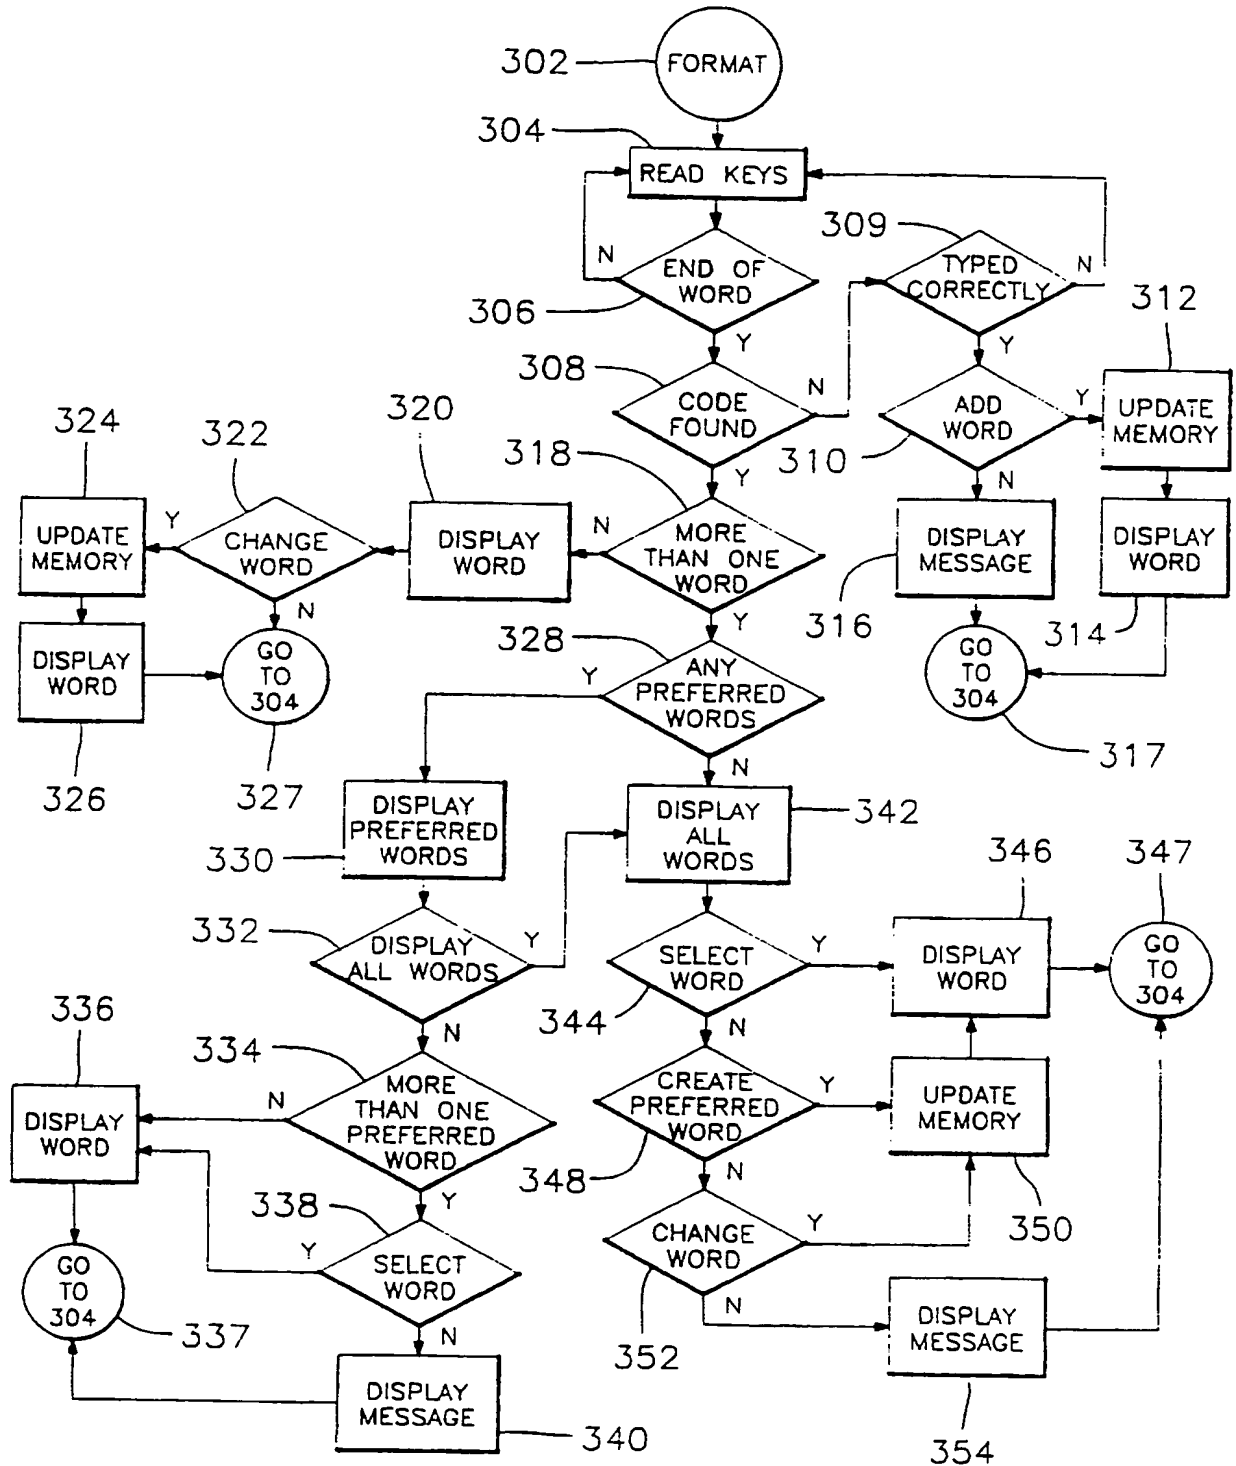 302
FORMAT
304
READ KEYS
309
N
END OF
WORD
306
Y
TYPED
CORRECTLY
N
Y
312
308
CODE
FOUND
N
Y
ADD
WORD
310
Y
N
UPDATE
MEMORY
324
322
320
318
Y
CHANGE
WORD
N
UPDATE
MEMORY
DISPLAY
WORD
N
MORE
THAN ONE
WORD
Y
DISPLAY
MESSAGE
316
DISPLAY
WORD
314
DISPLAY
WORD
326
GO
TO
304
327
328
Y
ANY
PREFERRED
WORDS
N
GO
TO
304
317
DISPLAY
PREFERRED
WORDS
330
DISPLAY
ALL
WORDS
342
346
347
332
DISPLAY
ALL WORDS
Y
N
SELECT
WORD
344
Y
N
DISPLAY
WORD
GO
TO
304
336
334
DISPLAY
WORD
N
MORE
THAN ONE
PREFERRED
WORD
Y
CREATE
PREFERRED
WORD
348
Y
N
UPDATE
MEMORY
350
338
Y
SELECT
WORD
N
CHANGE
WORD
352
Y
N
GO
TO
304
337
DISPLAY
MESSAGE
354
DISPLAY
MESSAGE
340